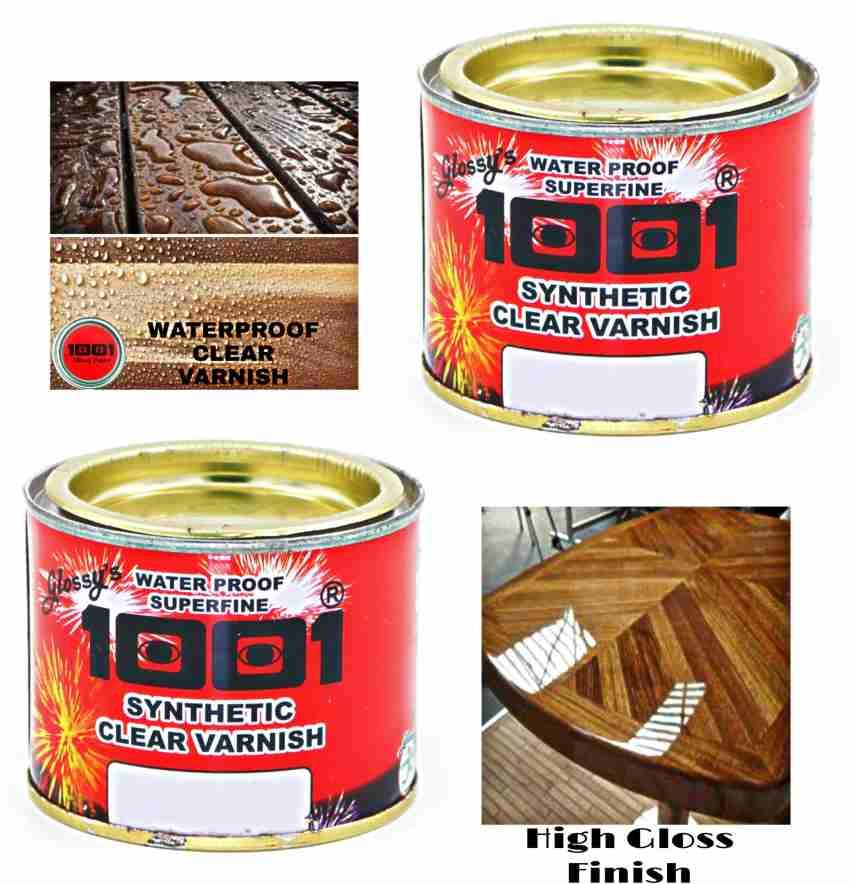 Glossy's
WATER PROOF
SUPERFINE
1001®
SYNTHETIC
CLEAR VARNISH
1001
WATERPROOF
CLEAR
VARNISH
Glossy's
WATER PROOF
SUPERFINE
1001®
SYNTHETIC
CLEAR VARNISH
High Gloss
Finish